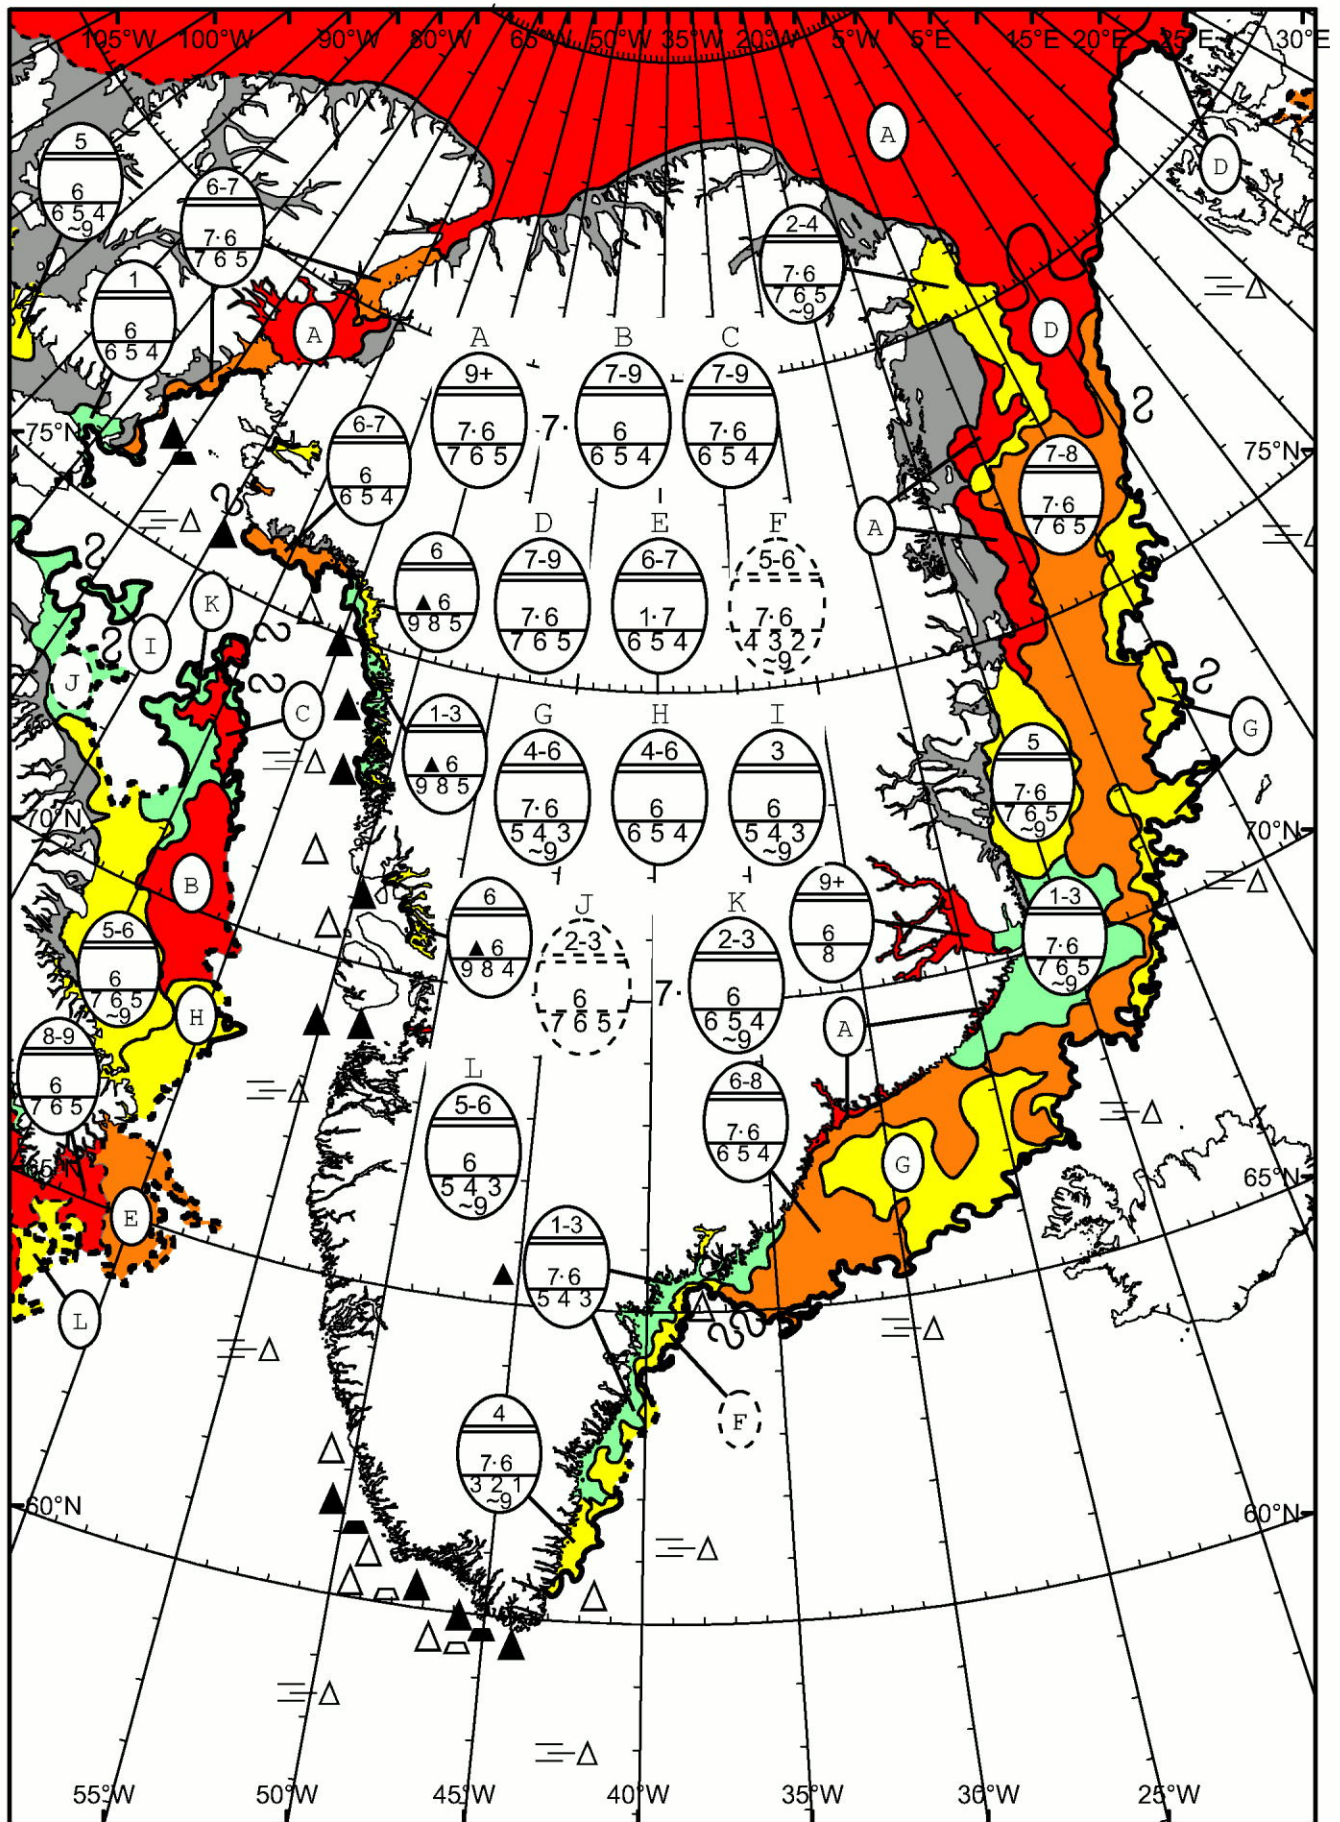 105°W 100°W 90°W 80°W 65°W 50°W 35°W 20°W 5°W 5°E 15°E 20°E 25°E 30°E
A
5
6
6 5 4
~9
D
6-7
7·6
7 6 5
2-4
7·6
7 6 5
~9
1
6
6 5 4
A
D
A B C
9+ 7-9 7-9
7·6 7· 6 7·6
7 6 5 6 5 4 6 5 4
75°N
75°N
6-7
6
6 5 4
7-8
7·6
7 6 5
A
D E F
7-9 6-7 5-6
7·6 1·7 7·6
7 6 5 6 5 4 4 3 2
~9
6
▲ 6
9 8 5
K
I
J
C
G
1-3
▲ 6
9 8 5
G H I
4-6 4-6 3
7·6 6 6
5 4 3 6 5 4 5 4 3
~9 ~9
5
7·6
7 6 5
~9
70°N
70°N
B
9+
6
8
1-3
7·6
7 6 5
~9
5-6
6
7 6 5
~9
6
▲ 6
9 8 4
J K
2-3 2-3
6 7· 6
7 6 5 6 5 4
~9
H
A
8-9
6
7 6 5
6-8
7·6
6 5 4
L
5-6
6
5 4 3
~9
G
65°N
65°N
E
1-3
7·6
5 4 3
L
F
4
7·6
3 2 1
~9
60°N
60°N
55°W 50°W 45°W 40°W 35°W 30°W 25°W